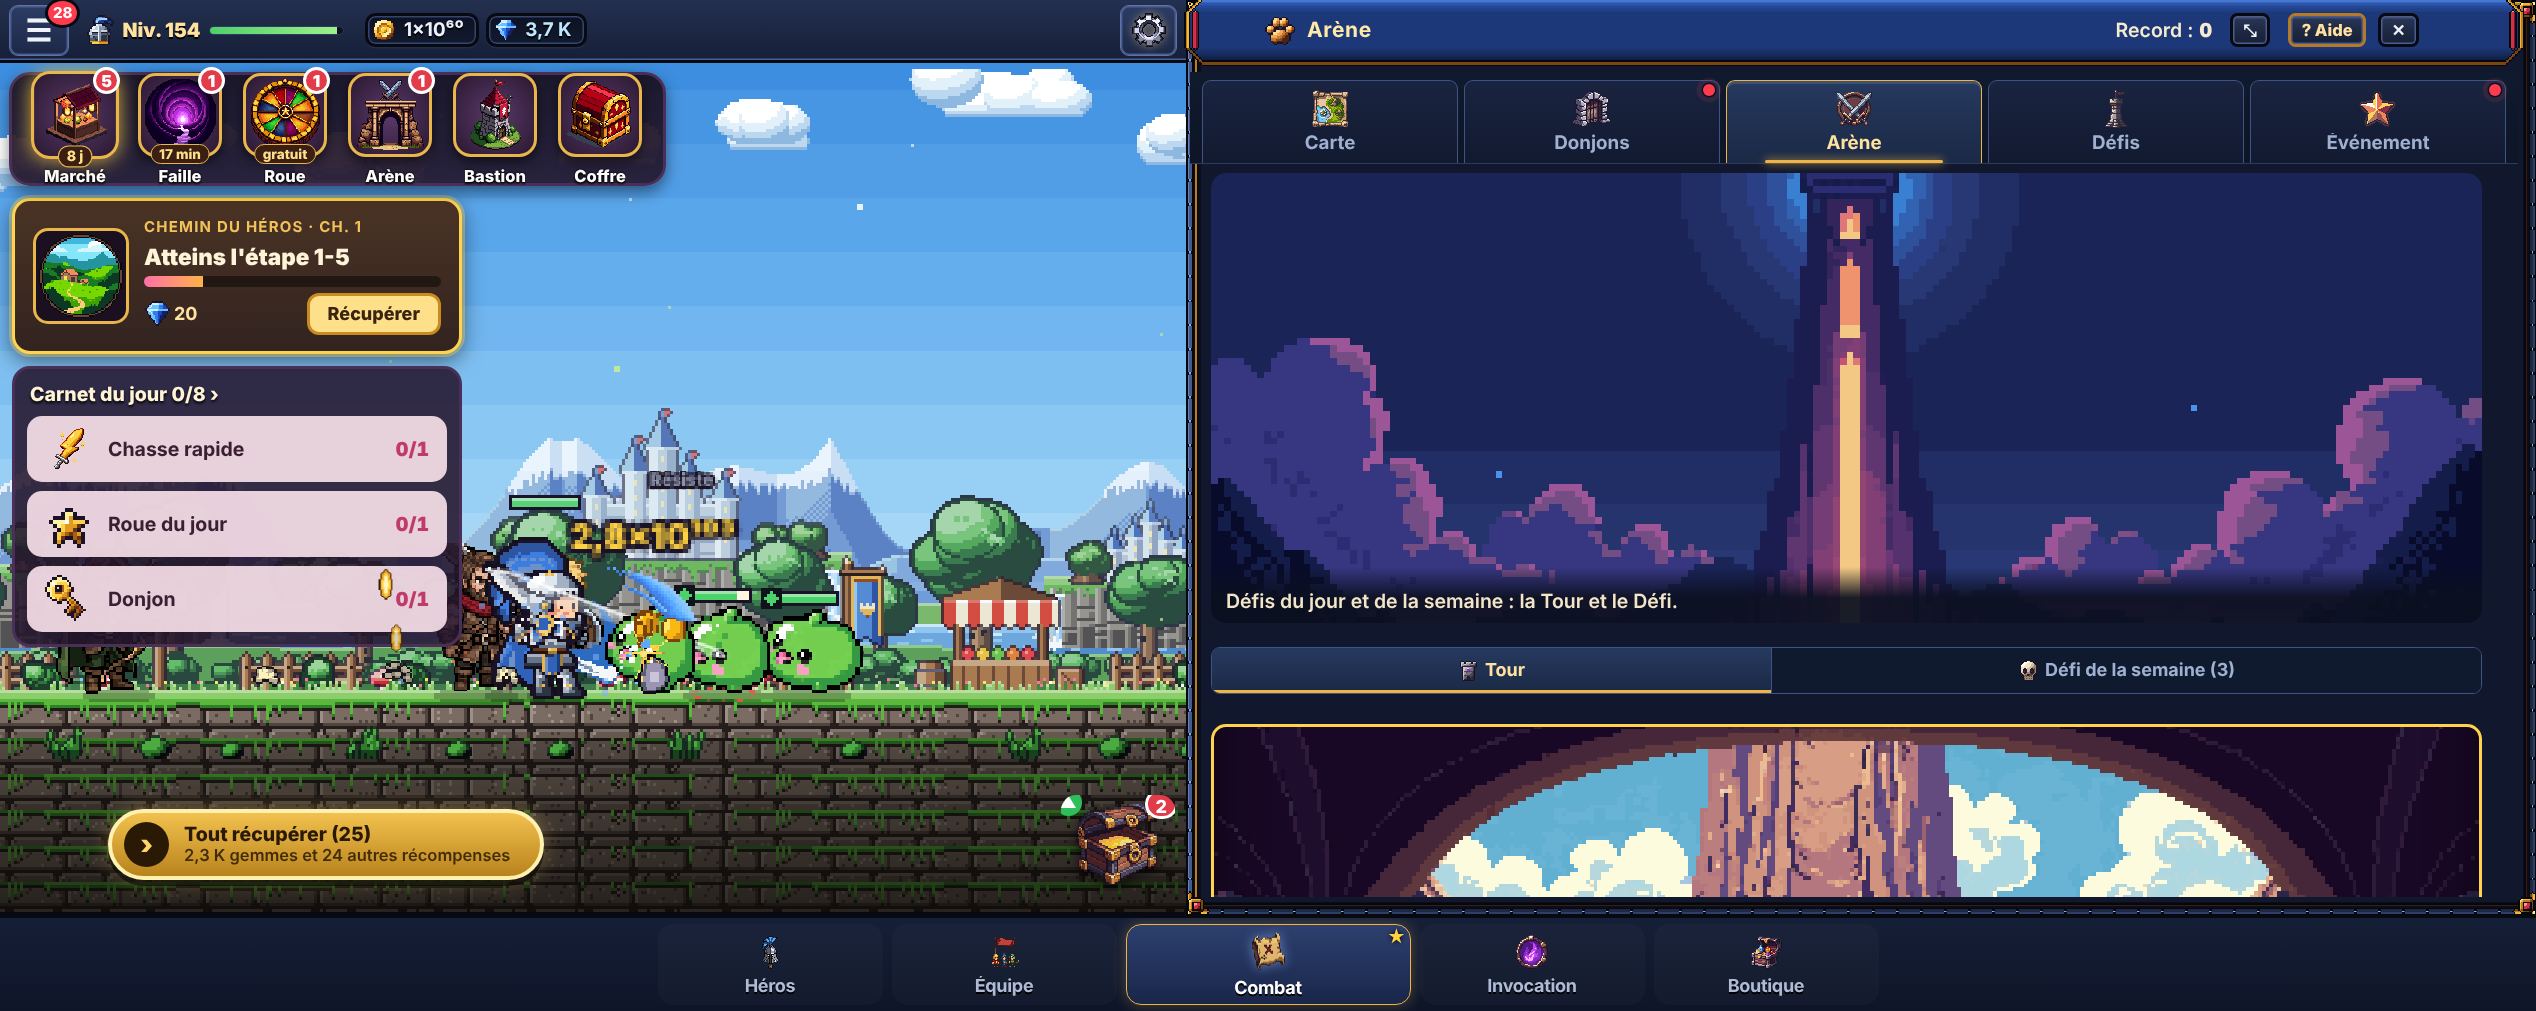 28
Niv. 154
1×10⁶⁰
3,7 K
Arène
Record : 0
? Aide
5
1
1
1
8 j
17 min
gratuit
Marché
Faille
Roue
Arène
Bastion
Coffre
Carte
Donjons
Arène
Défis
Événement
CHEMIN DU HÉROS · CH. 1
Atteins l'étape 1-5
20
Récupérer
Carnet du jour 0/8 ›
Chasse rapide
0/1
Roue du jour
0/1
Donjon
0/1
Résiste
2,8×10¹⁰¹
Défis du jour et de la semaine : la Tour et le Défi.
Tour
Défi de la semaine (3)
Tout récupérer (25)
2,3 K gemmes et 24 autres récompenses
2
Héros
Équipe
Combat
Invocation
Boutique